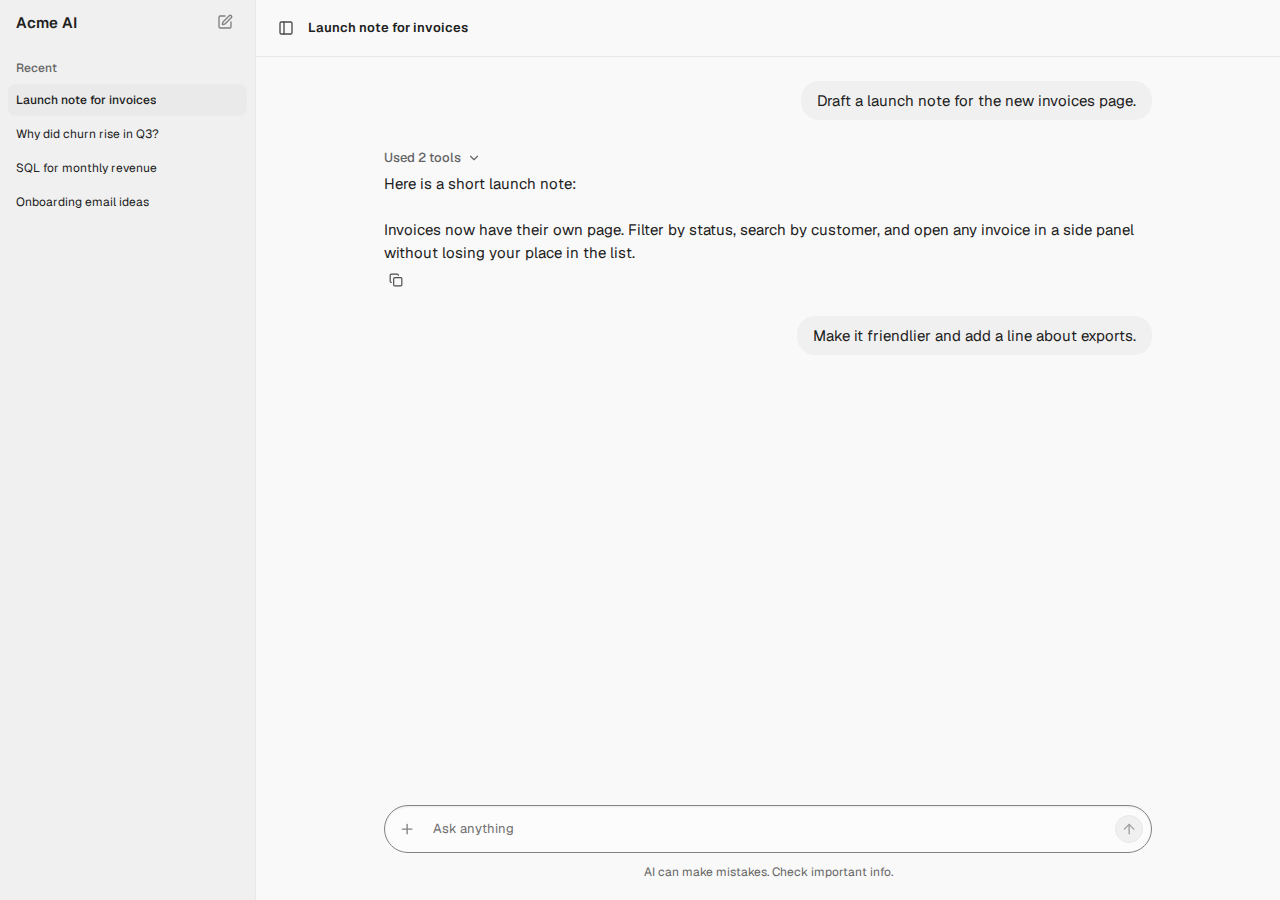 Acme AI
Recent
Launch note for invoices
Why did churn rise in Q3?
SQL for monthly revenue
Onboarding email ideas
Launch note for invoices
Draft a launch note for the new invoices page.
Used 2 tools
Here is a short launch note:
Invoices now have their own page. Filter by status, search by customer, and open any invoice in a side panel
without losing your place in the list.
Make it friendlier and add a line about exports.
Ask anything
AI can make mistakes. Check important info.